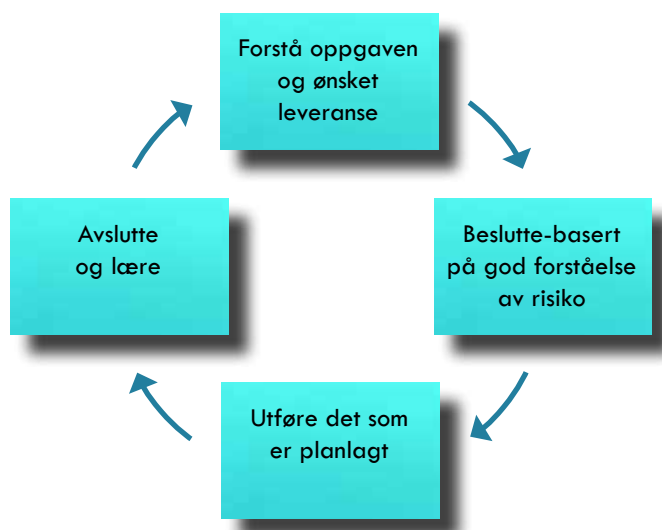 Forstå oppgaven
og ønsket
leveranse
Beslutte-basert
på god forståelse
av risiko
Utføre det som
er planlagt
Avslutte
og lære